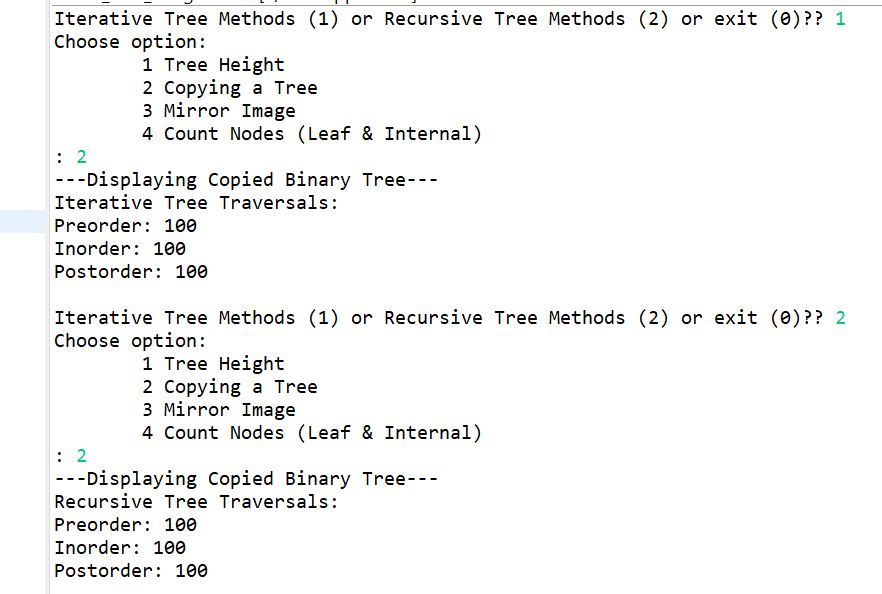 Iterative Tree Methods (1) or Recursive Tree Methods (2) or exit (0)?? 1
Choose option:
1 Tree Height
2 Copying a Tree
3 Mirror Image
4 Count Nodes (Leaf & Internal)
: 2
---Displaying Copied Binary Tree---
Iterative Tree Traversals:
Preorder: 100
Inorder: 100
Postorder: 100
Iterative Tree Methods (1) or Recursive Tree Methods (2) or exit (0)?? 2
Choose option:
1 Tree Height
2 Copying a Tree
3 Mirror Image
4 Count Nodes (Leaf & Internal)
: 2
---Displaying Copied Binary Tree---
Recursive Tree Traversals:
Preorder: 100
Inorder: 100
Postorder: 100